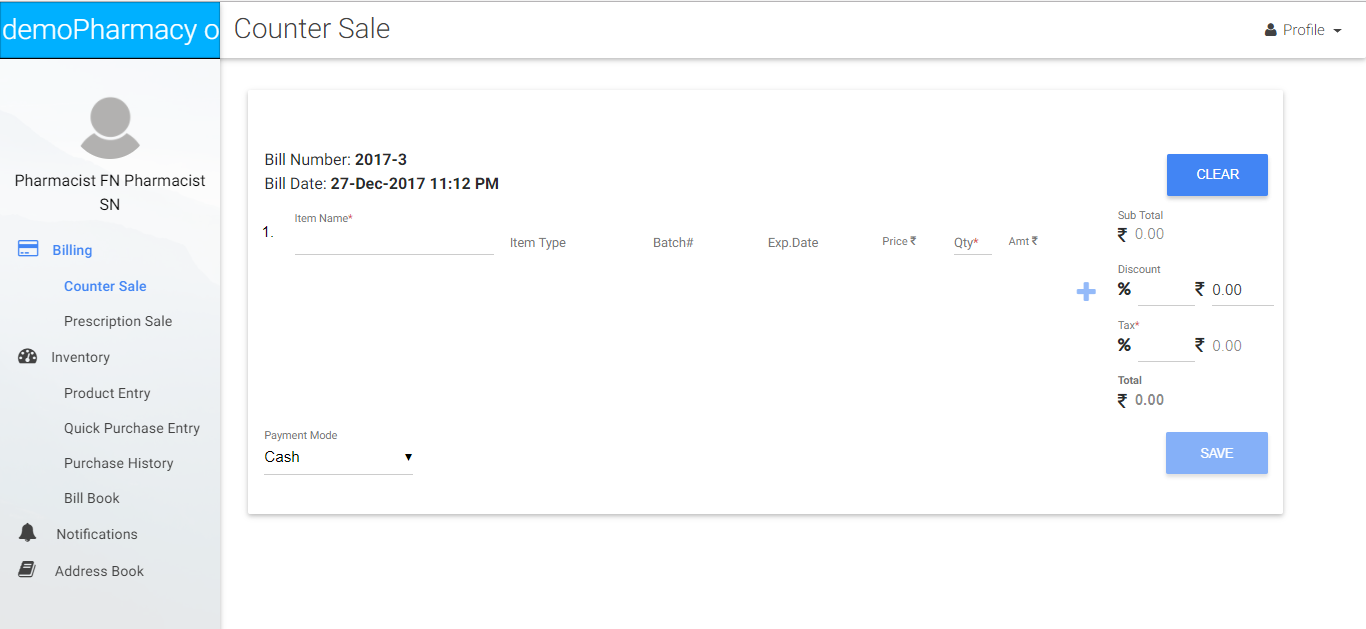 demoPharmacy o
Counter Sale
Profile
Pharmacist FN Pharmacist
SN
Billing
Counter Sale
Prescription Sale
Inventory
Product Entry
Quick Purchase Entry
Purchase History
Bill Book
Notifications
Address Book
Bill Number: 2017-3
Bill Date: 27-Dec-2017 11:12 PM
CLEAR
1.
Item Name*
Item Type
Batch#
Exp.Date
Price ₹
Qty*
Amt ₹
Sub Total
₹ 0.00
Discount
% ₹ 0.00
Tax*
% ₹ 0.00
Total
₹ 0.00
Payment Mode
Cash
SAVE